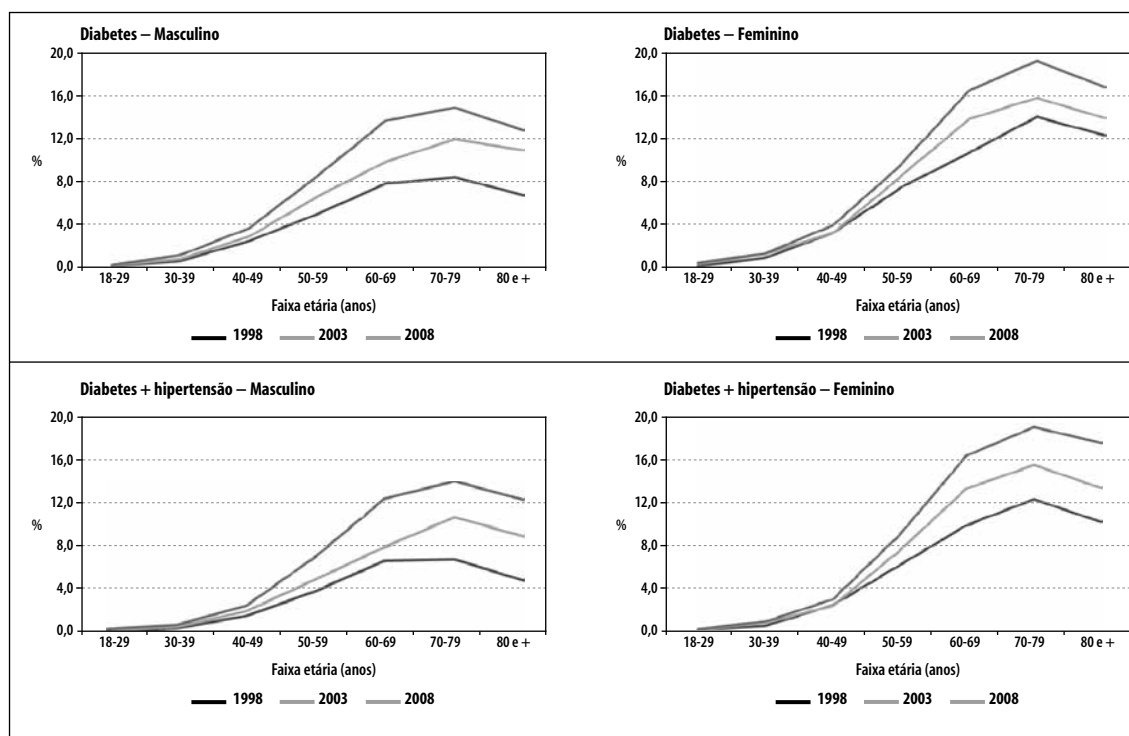 Diabetes – Masculino
20,0
16,0
12,0
%
8,0
4,0
0,0
18-29 30-39 40-49 50-59 60-69 70-79 80 e +
Faixa etária (anos)
1998 2003 2008
Diabetes – Feminino
20,0
16,0
12,0
%
8,0
4,0
0,0
18-29 30-39 40-49 50-59 60-69 70-79 80 e +
Faixa etária (anos)
1998 2003 2008
Diabetes + hipertensão – Masculino
20,0
16,0
12,0
%
8,0
4,0
0,0
18-29 30-39 40-49 50-59 60-69 70-79 80 e +
Faixa etária (anos)
1998 2003 2008
Diabetes + hipertensão – Feminino
20,0
16,0
12,0
%
8,0
4,0
0,0
18-29 30-39 40-49 50-59 60-69 70-79 80 e +
Faixa etária (anos)
1998 2003 2008